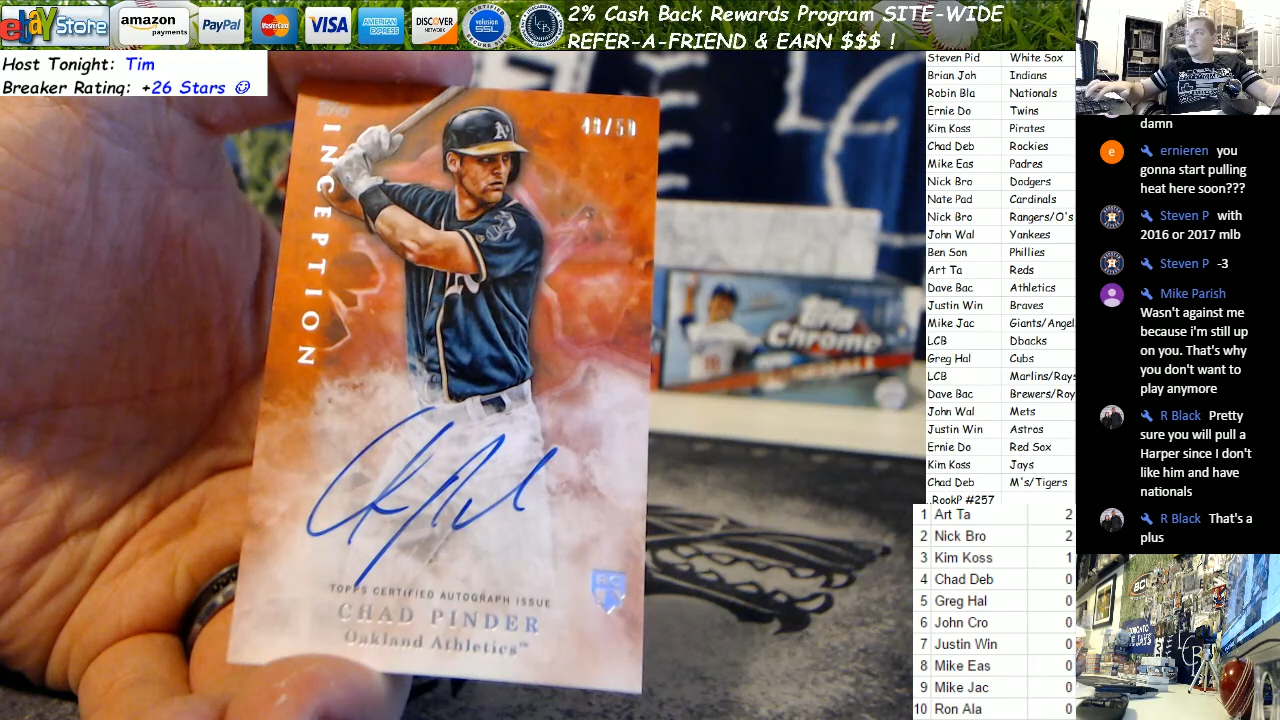 ebay Store
amazon payments
PayPal
MasterCard
VISA
AMERICAN EXPRESS
DISCOVER NETWORK
volusion SSL
LCB
2% Cash Back Rewards Program SITE-WIDE
REFER-A-FRIEND & EARN $$$ !
Host Tonight: Tim
Breaker Rating: +26 Stars ☺
INCEPTION
TOPPS CERTIFIED AUTOGRAPH ISSUE
CHAD PINDER
Oakland Athletics™
RC
Topps
Chrome
Steven Pid White Sox
Brian Joh Indians
Robin Bla Nationals
Ernie Do Twins
Kim Koss Pirates
Chad Deb Rockies
Mike Eas Padres
Nick Bro Dodgers
Nate Pad Cardinals
Nick Bro Rangers/O's
John Wal Yankees
Ben Son Phillies
Art Ta Reds
Dave Bac Athletics
Justin Win Braves
Mike Jac Giants/Angel
LCB Dbacks
Greg Hal Cubs
LCB Marlins/Rays
Dave Bac Brewers/Roy
John Wal Mets
Justin Win Astros
Ernie Do Red Sox
Kim Koss Jays
Chad Deb M's/Tigers
RookP #257
1 Art Ta 2
2 Nick Bro 2
3 Kim Koss 1
4 Chad Deb 0
5 Greg Hal 0
6 John Cro 0
7 Justin Win 0
8 Mike Eas 0
9 Mike Jac 0
10 Ron Ala 0
damn
e ernieren you
gonna start pulling
heat here soon???
Steven P with
2016 or 2017 mlb
Steven P -3
Mike Parish
Wasn't against me
because i'm still up
on you. That's why
you don't want to
play anymore
R Black Pretty
sure you will pull a
Harper since I don't
like him and have
nationals
R Black That's a
plus